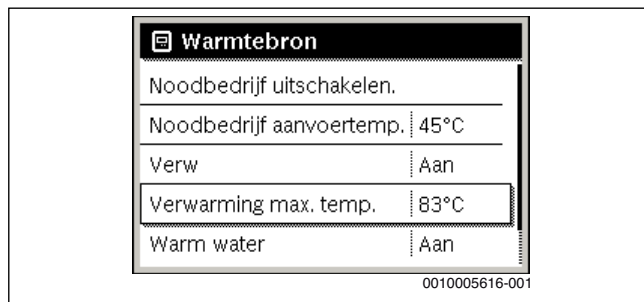 Warmtebron
Noodbedrijf uitschakelen.
Noodbedrijf aanvoertemp. 45°C
Verw Aan
Verwarming max. temp. 83°C
Warm water Aan
0010005616-001